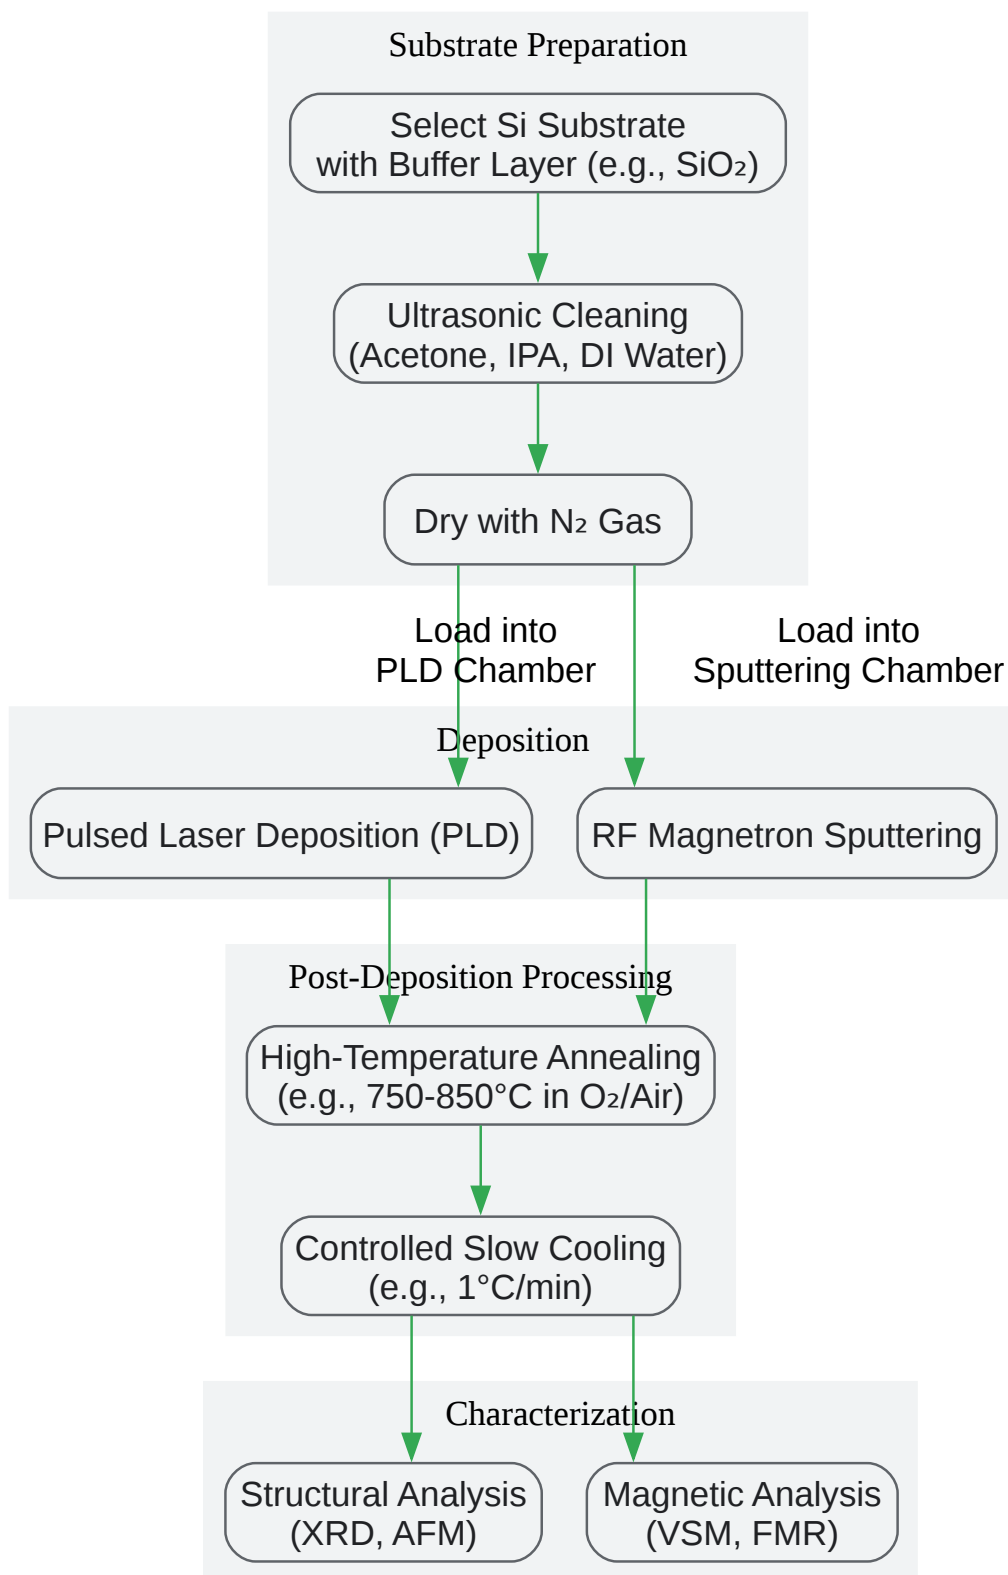 Substrate Preparation
Select Si Substrate
with Buffer Layer (e.g., SiO₂)
Ultrasonic Cleaning
(Acetone, IPA, DI Water)
Dry with N₂ Gas
Load into
PLD Chamber
Load into
Sputtering Chamber
Deposition
Pulsed Laser Deposition (PLD)
RF Magnetron Sputtering
Post-Deposition Processing
High-Temperature Annealing
(e.g., 750-850°C in O₂/Air)
Controlled Slow Cooling
(e.g., 1°C/min)
Characterization
Structural Analysis
(XRD, AFM)
Magnetic Analysis
(VSM, FMR)